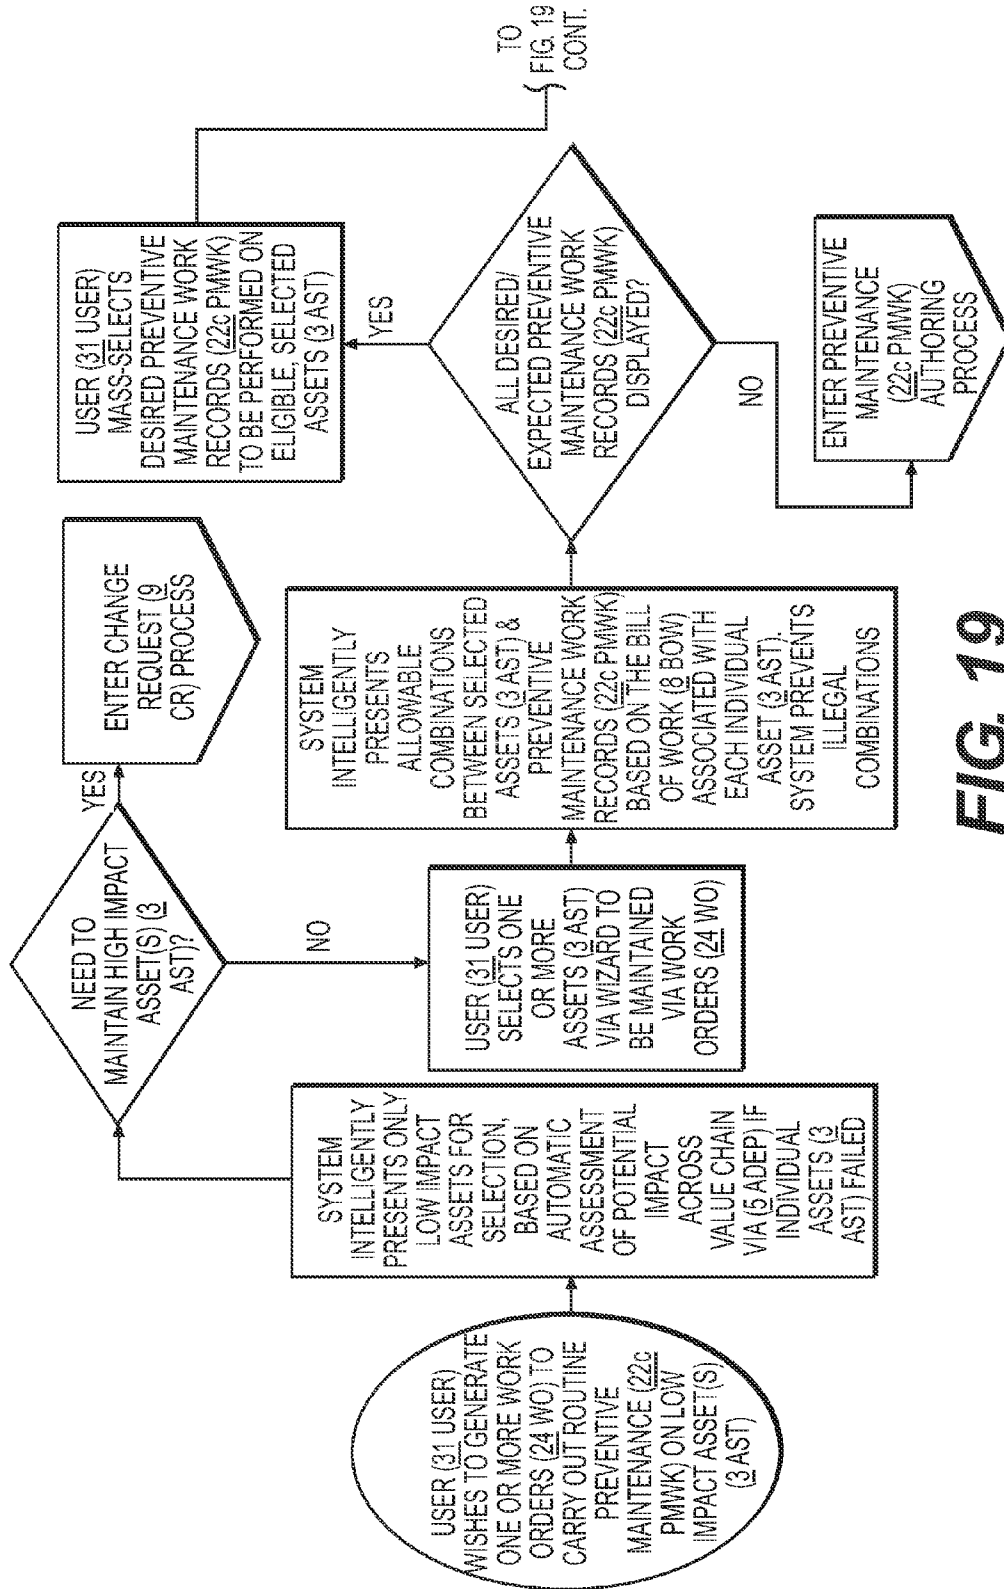 USER (31 USER)
WISHES TO GENERATE
ONE OR MORE WORK
ORDERS (24 WO) TO
CARRY OUT ROUTINE
PREVENTIVE
MAINTENANCE (22c
PMWK) ON LOW
IMPACT ASSET(S)
(3 AST)
SYSTEM
INTELLIGENTLY
PRESENTS ONLY
LOW IMPACT
ASSETS FOR
SELECTION,
BASED ON
AUTOMATIC
ASSESSMENT
OF POTENTIAL
IMPACT
ACROSS
VALUE CHAIN
VIA (5 ADEP) IF
INDIVIDUAL
ASSETS (3
AST) FAILED
NEED TO
MAINTAIN HIGH IMPACT
ASSET(S) (3
AST)?
YES
ENTER CHANGE
REQUEST (9
CR) PROCESS
NO
USER (31 USER)
SELECTS ONE
OR MORE
ASSETS (3 AST)
VIA WIZARD TO
BE MAINTAINED
VIA WORK
ORDERS (24 WO)
SYSTEM
INTELLIGENTLY
PRESENTS
ALLOWABLE
COMBINATIONS
BETWEEN SELECTED
ASSETS (3 AST) &
PREVENTIVE
MAINTENANCE WORK
RECORDS (22c PMWK)
BASED ON THE BILL
OF WORK (8 BOW)
ASSOCIATED WITH
EACH INDIVIDUAL
ASSET (3 AST).
SYSTEM PREVENTS
ILLEGAL
COMBINATIONS
ALL DESIRED/
EXPECTED PREVENTIVE
MAINTENANCE WORK
RECORDS (22c PMWK)
DISPLAYED?
YES
USER (31 USER)
MASS-SELECTS
DESIRED PREVENTIVE
MAINTENANCE WORK
RECORDS (22c PMWK)
TO BE PERFORMED ON
ELIGIBLE, SELECTED
ASSETS (3 AST)
TO
FIG. 19
CONT.
NO
ENTER PREVENTIVE
MAINTENANCE
(22c PMWK)
AUTHORING
PROCESS
FIG. 19